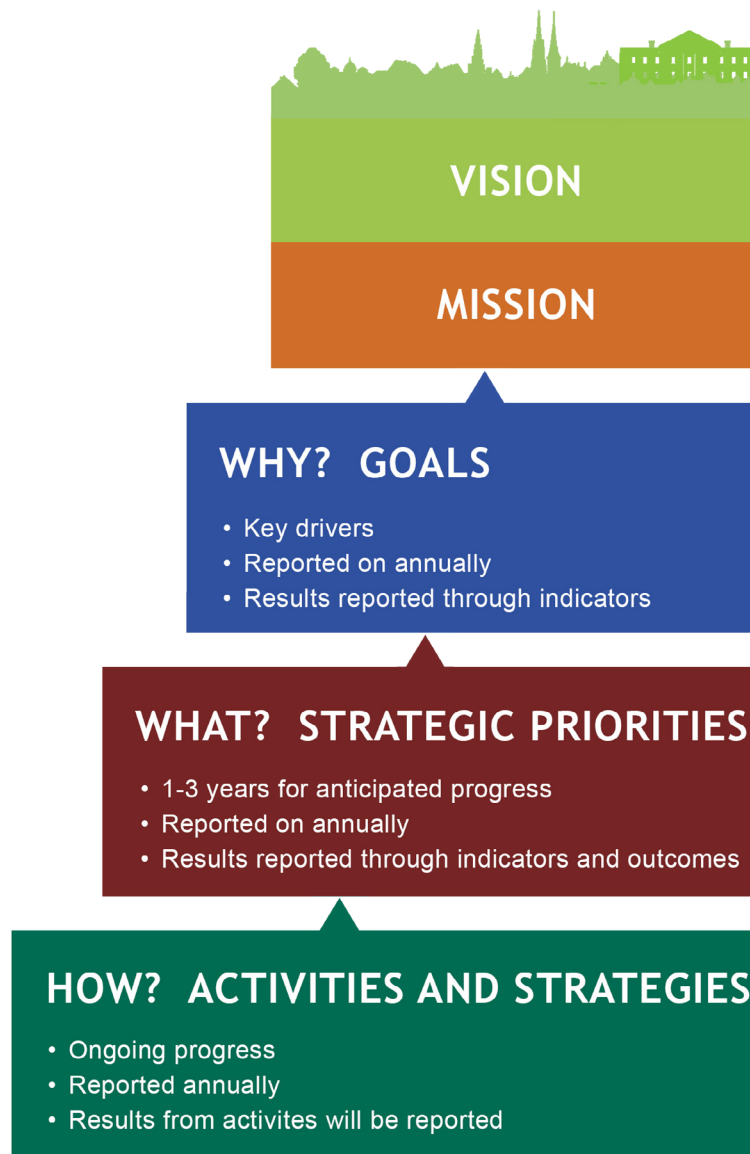 VISION
MISSION
WHY? GOALS
• Key drivers
• Reported on annually
• Results reported through indicators
WHAT? STRATEGIC PRIORITIES
• 1-3 years for anticipated progress
• Reported on annually
• Results reported through indicators and outcomes
HOW? ACTIVITIES AND STRATEGIES
• Ongoing progress
• Reported annually
• Results from activites will be reported